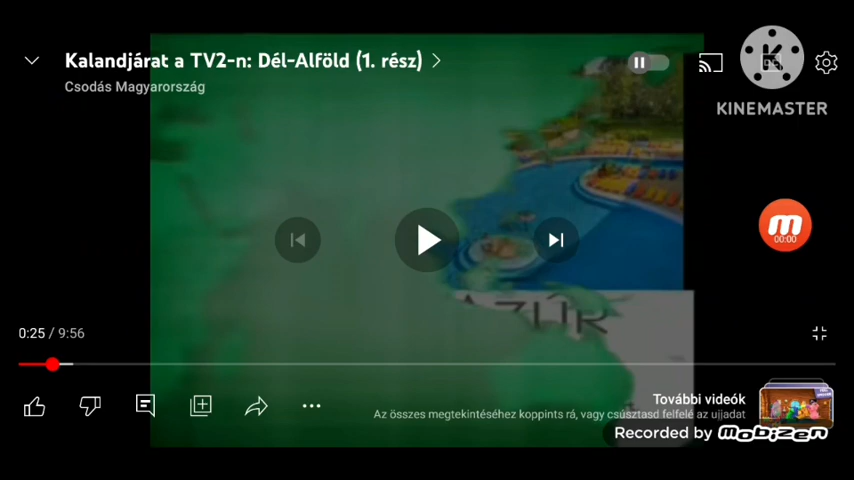 Kalandjárat a TV2-n: Dél-Alföld (1. rész)
Csodás Magyarország
KINEMASTER
00:00
AZÚR
0:25 / 9:56
További videók
Az összes megtekintéséhez koppints rá, vagy csúsztasd felfelé az ujjadat
Recorded by mobizen